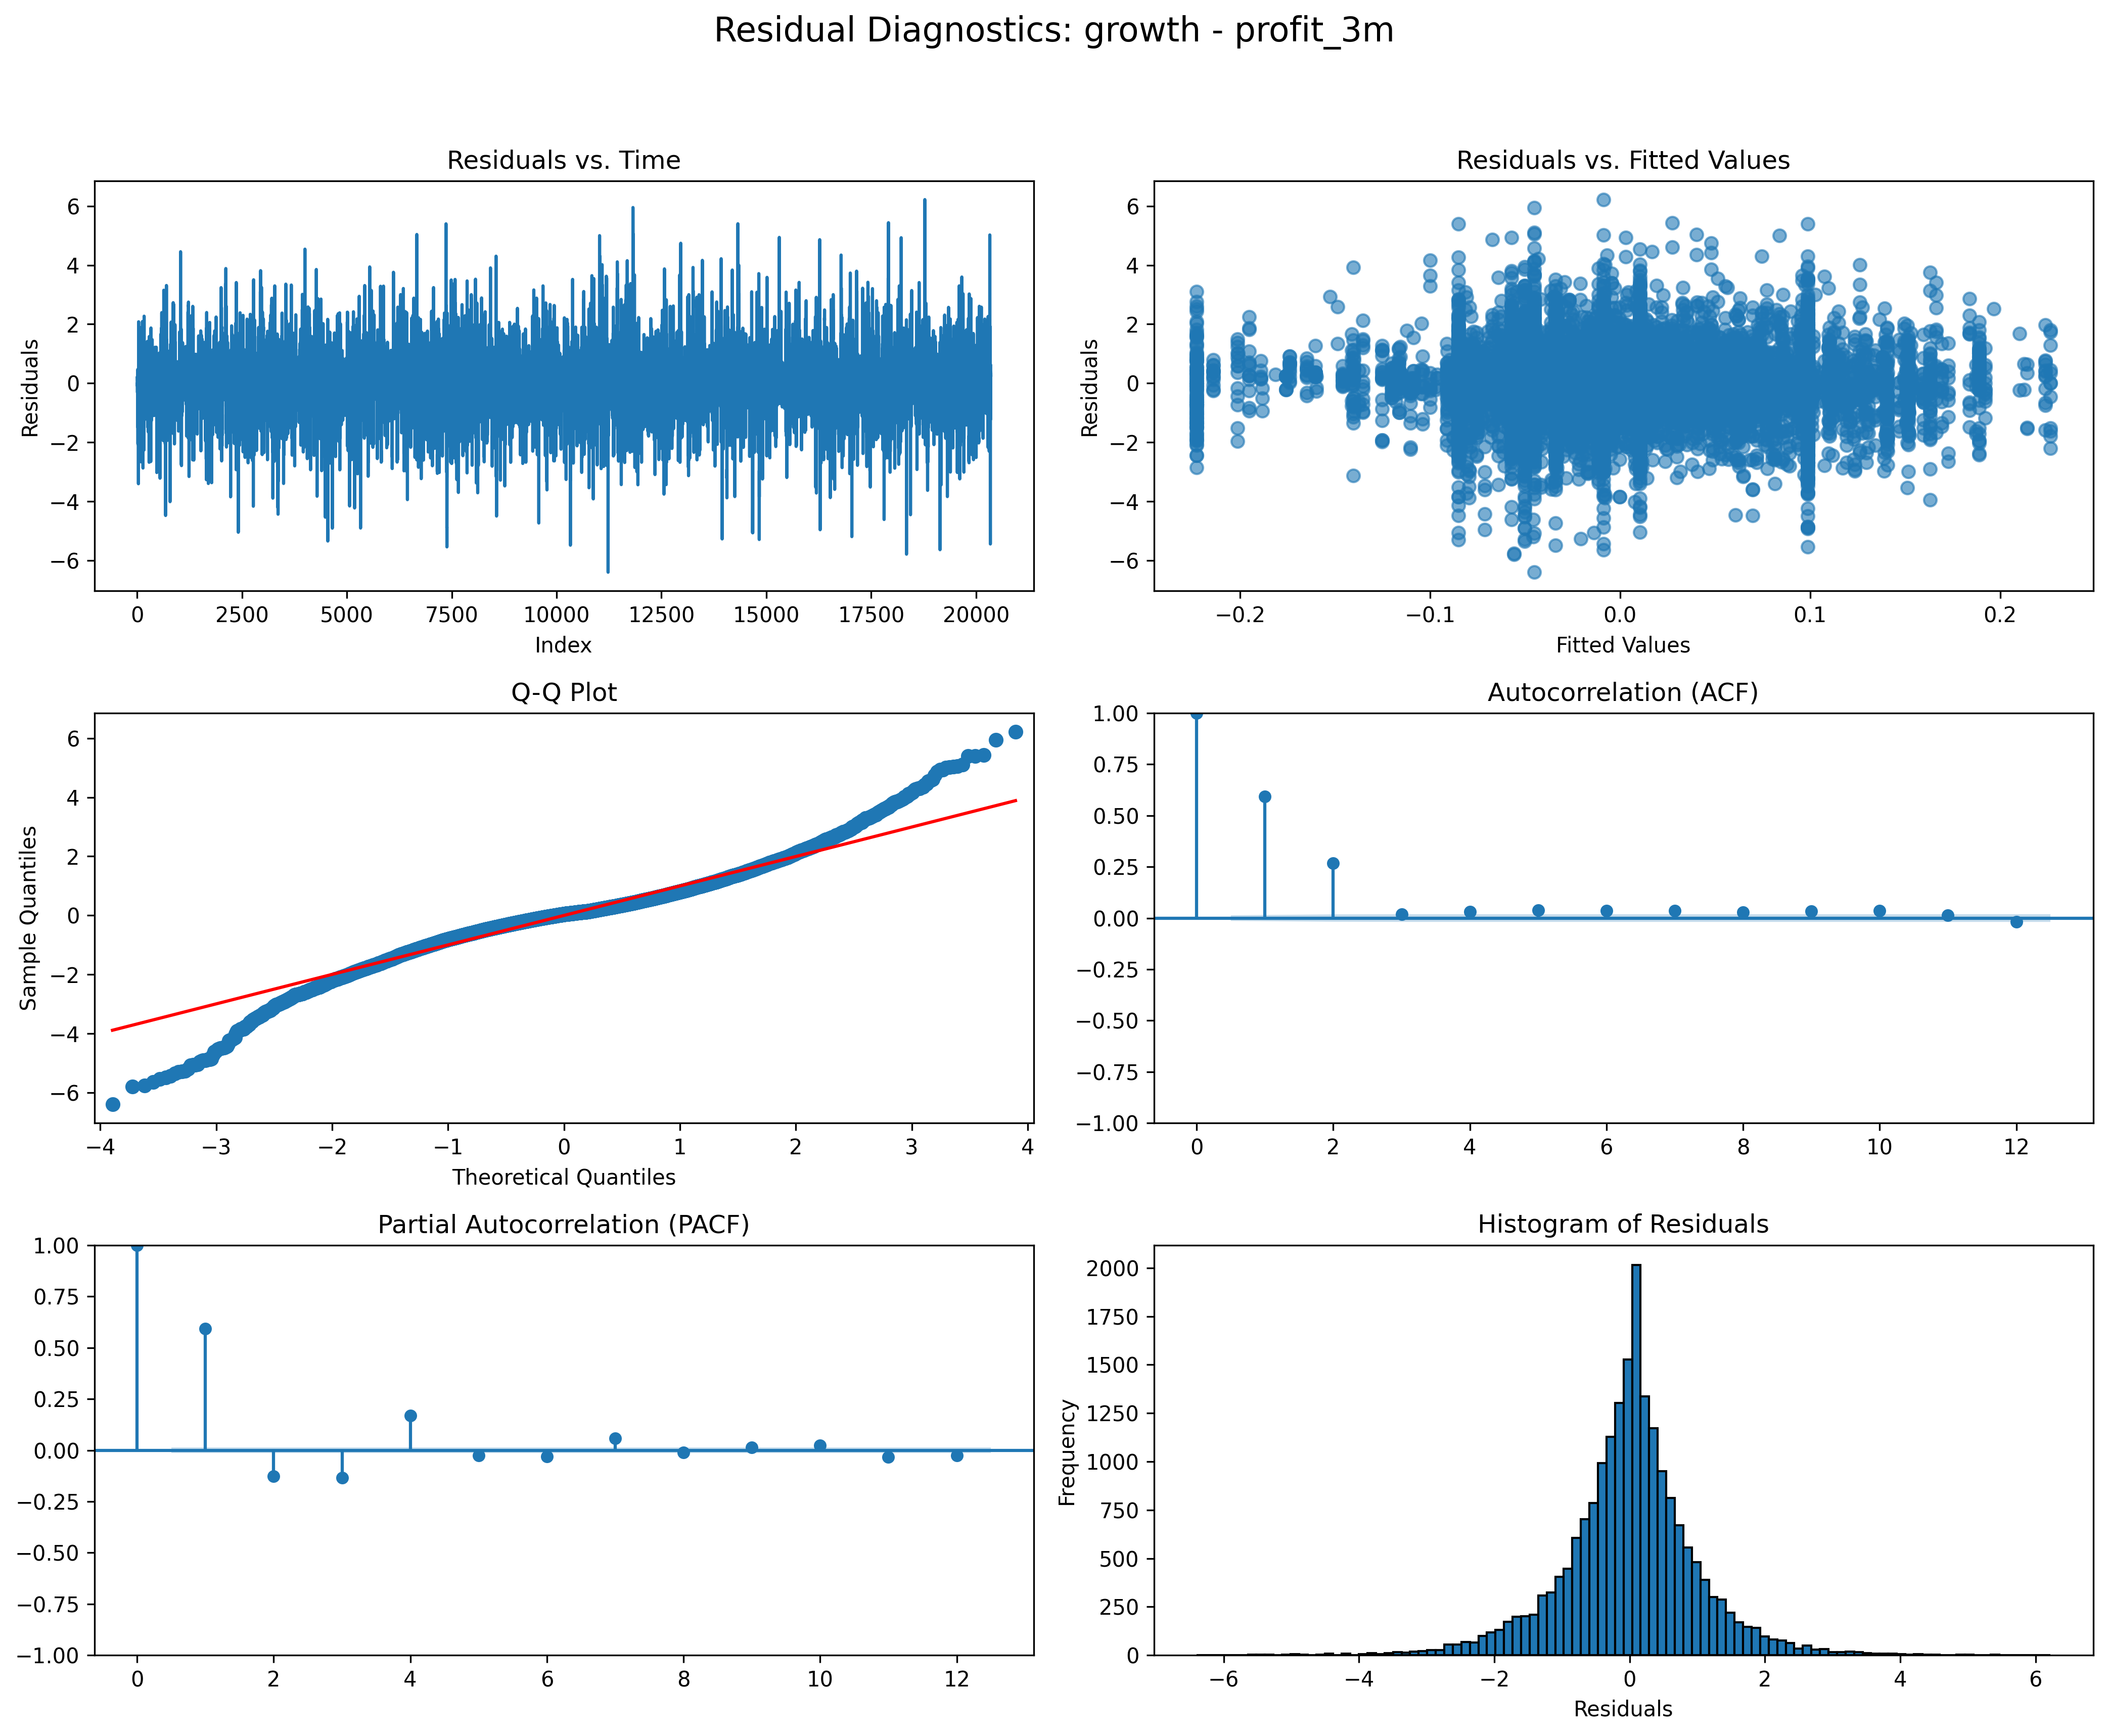 Residual Diagnostics: growth - profit_3m
Residuals vs. Time
Residuals
6
4
2
0
−2
−4
−6
0 2500 5000 7500 10000 12500 15000 17500 20000
Index
Residuals vs. Fitted Values
Residuals
6
4
2
0
−2
−4
−6
−0.2 −0.1 0.0 0.1 0.2
Fitted Values
Q-Q Plot
Sample Quantiles
6
4
2
0
−2
−4
−6
−4 −3 −2 −1 0 1 2 3 4
Theoretical Quantiles
Autocorrelation (ACF)
1.00
0.75
0.50
0.25
0.00
−0.25
−0.50
−0.75
−1.00
0 2 4 6 8 10 12
Partial Autocorrelation (PACF)
1.00
0.75
0.50
0.25
0.00
−0.25
−0.50
−0.75
−1.00
0 2 4 6 8 10 12
Histogram of Residuals
Frequency
2000
1750
1500
1250
1000
750
500
250
0
−6 −4 −2 0 2 4 6
Residuals